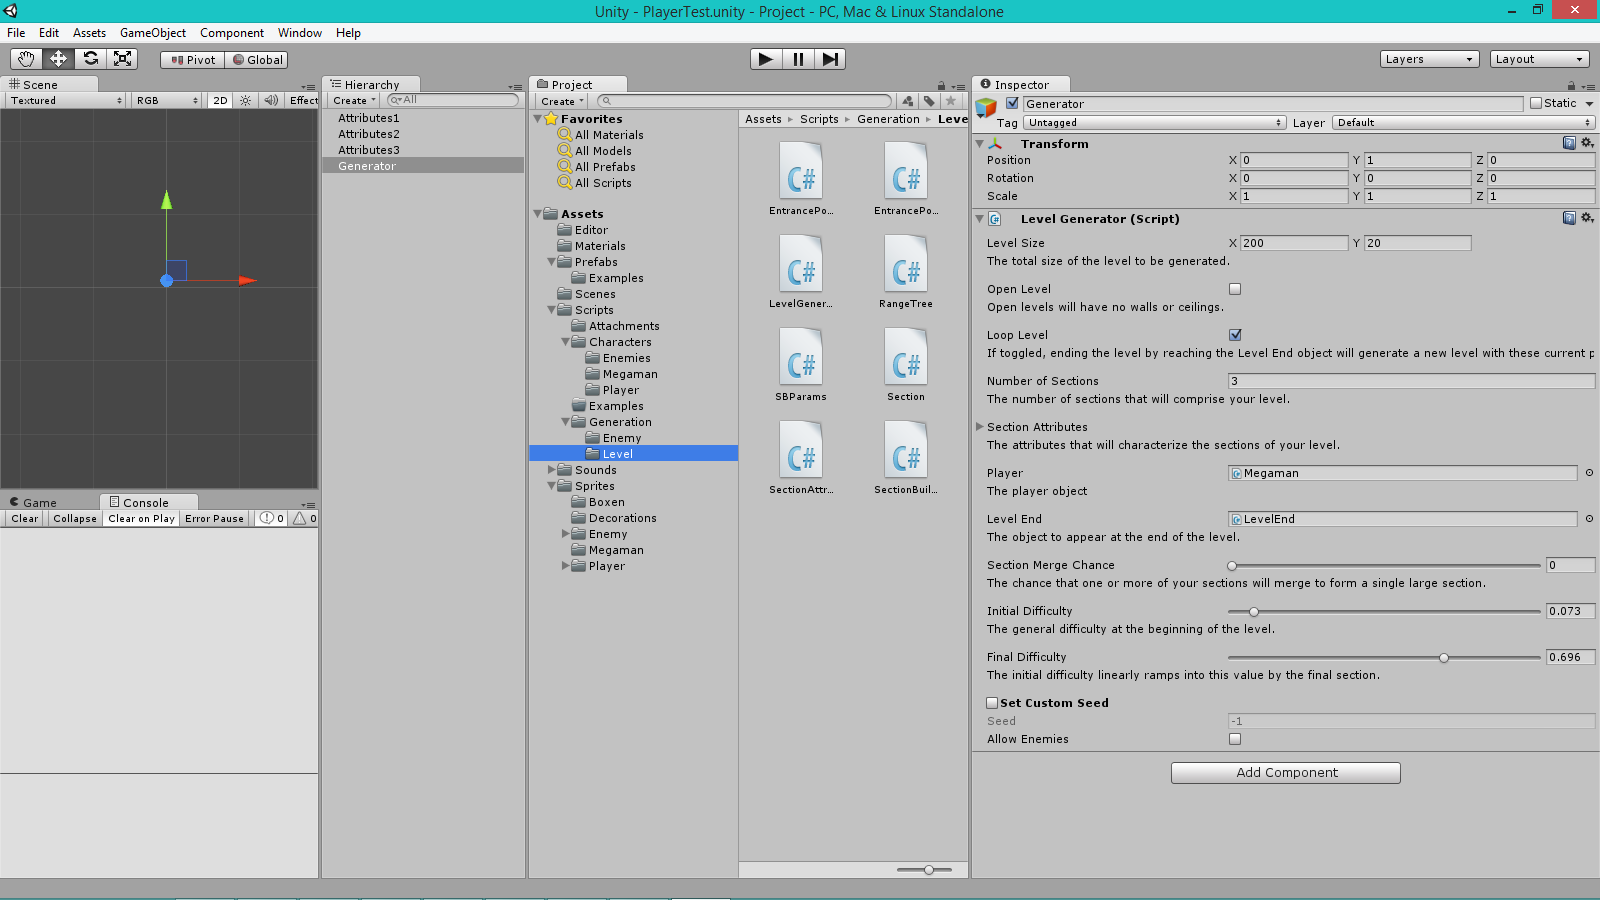 Unity - PlayerTest.unity - Project - PC, Mac & Linux Standalone
File Edit Assets GameObject Component Window Help
Pivot Global Layers Layout
Scene
Textured RGB 2D Effect
Hierarchy
Create All
Attributes1
Attributes2
Attributes3
Generator
Game Console
Clear Collapse Clear on Play Error Pause 0 0
Project
Create
Favorites
All Materials
All Models
All Prefabs
All Scripts
Assets
Editor
Materials
Prefabs
Examples
Scenes
Scripts
Attachments
Characters
Enemies
Megaman
Player
Examples
Generation
Enemy
Level
Sounds
Sprites
Boxen
Decorations
Enemy
Megaman
Player
Assets Scripts Generation Leve
C# C#
EntrancePo... EntrancePo...
C# C#
LevelGener... RangeTree
C# C#
SBParams Section
C# C#
SectionAttr... SectionBuil...
Inspector
Generator Static
Tag Untagged Layer Default
Transform
Position X 0 Y 1 Z 0
Rotation X 0 Y 0 Z 0
Scale X 1 Y 1 Z 1
Level Generator (Script)
Level Size X 200 Y 20
The total size of the level to be generated.
Open Level
Open levels will have no walls or ceilings.
Loop Level
If toggled, ending the level by reaching the Level End object will generate a new level with these current p
Number of Sections 3
The number of sections that will comprise your level.
Section Attributes
The attributes that will characterize the sections of your level.
Player Megaman
The player object
Level End LevelEnd
The object to appear at the end of the level.
Section Merge Chance 0
The chance that one or more of your sections will merge to form a single large section.
Initial Difficulty 0.073
The general difficulty at the beginning of the level.
Final Difficulty 0.696
The initial difficulty linearly ramps into this value by the final section.
Set Custom Seed
Seed -1
Allow Enemies
Add Component